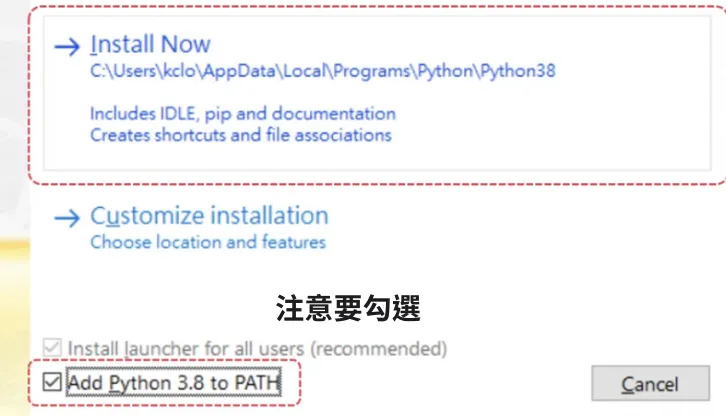 Install Now
C:\Users\kclo\AppData\Local\Programs\Python\Python38
Includes IDLE, pip and documentation
Creates shortcuts and file associations
Customize installation
Choose location and features
注意要勾選
Install launcher for all users (recommended)
Add Python 3.8 to PATH
Cancel